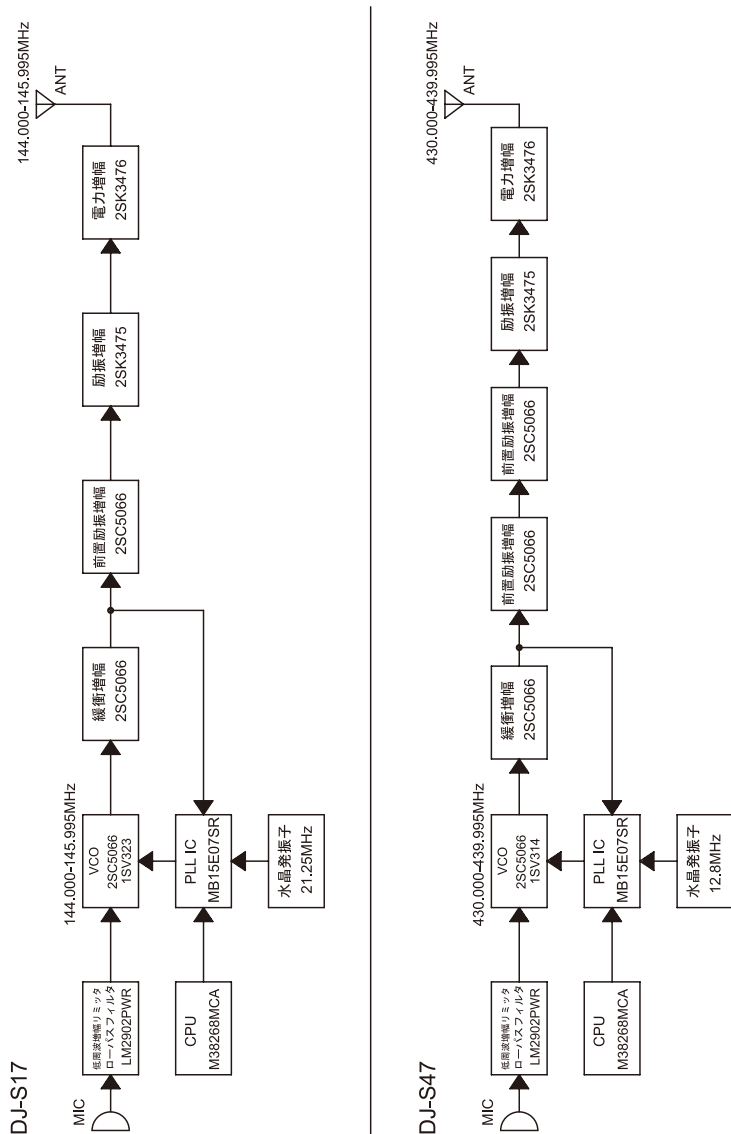 DJ-S17
MIC
低周波増幅リミッタ
ローパスフィルタ
LM2902PWR
CPU
M38268MCA
144.000-145.995MHz
VCO
2SC5066
1SV323
PLL IC
MB15E07SR
水晶発振子
21.25MHz
緩衝増幅
2SC5066
前置励振増幅
2SC5066
励振増幅
2SK3475
電力増幅
2SK3476
144.000-145.995MHz
ANT
DJ-S47
MIC
低周波増幅リミッタ
ローパスフィルタ
LM2902PWR
CPU
M38268MCA
430.000-439.995MHz
VCO
2SC5066
1SV314
PLL IC
MB15E07SR
水晶発振子
12.8MHz
緩衝増幅
2SC5066
前置励振増幅
2SC5066
前置励振増幅
2SC5066
励振増幅
2SK3475
電力増幅
2SK3476
430.000-439.995MHz
ANT